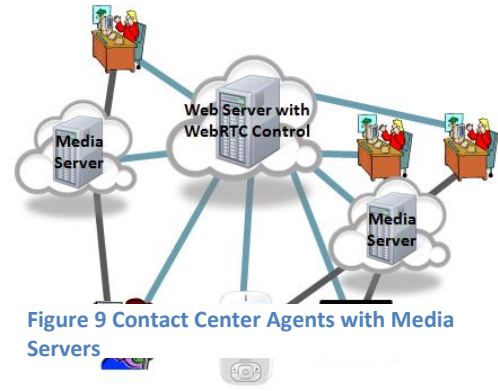 Web Server with
WebRTC Control
Media
Server
Media
Server
Figure 9 Contact Center Agents with Media
Servers